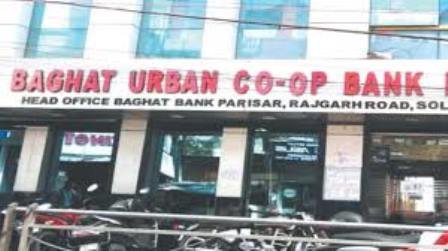 BAGHAT URBAN CO-OP BANK
HEAD OFFICE BAGHAT BANK PARISAR, RAJGARH ROAD, SOL